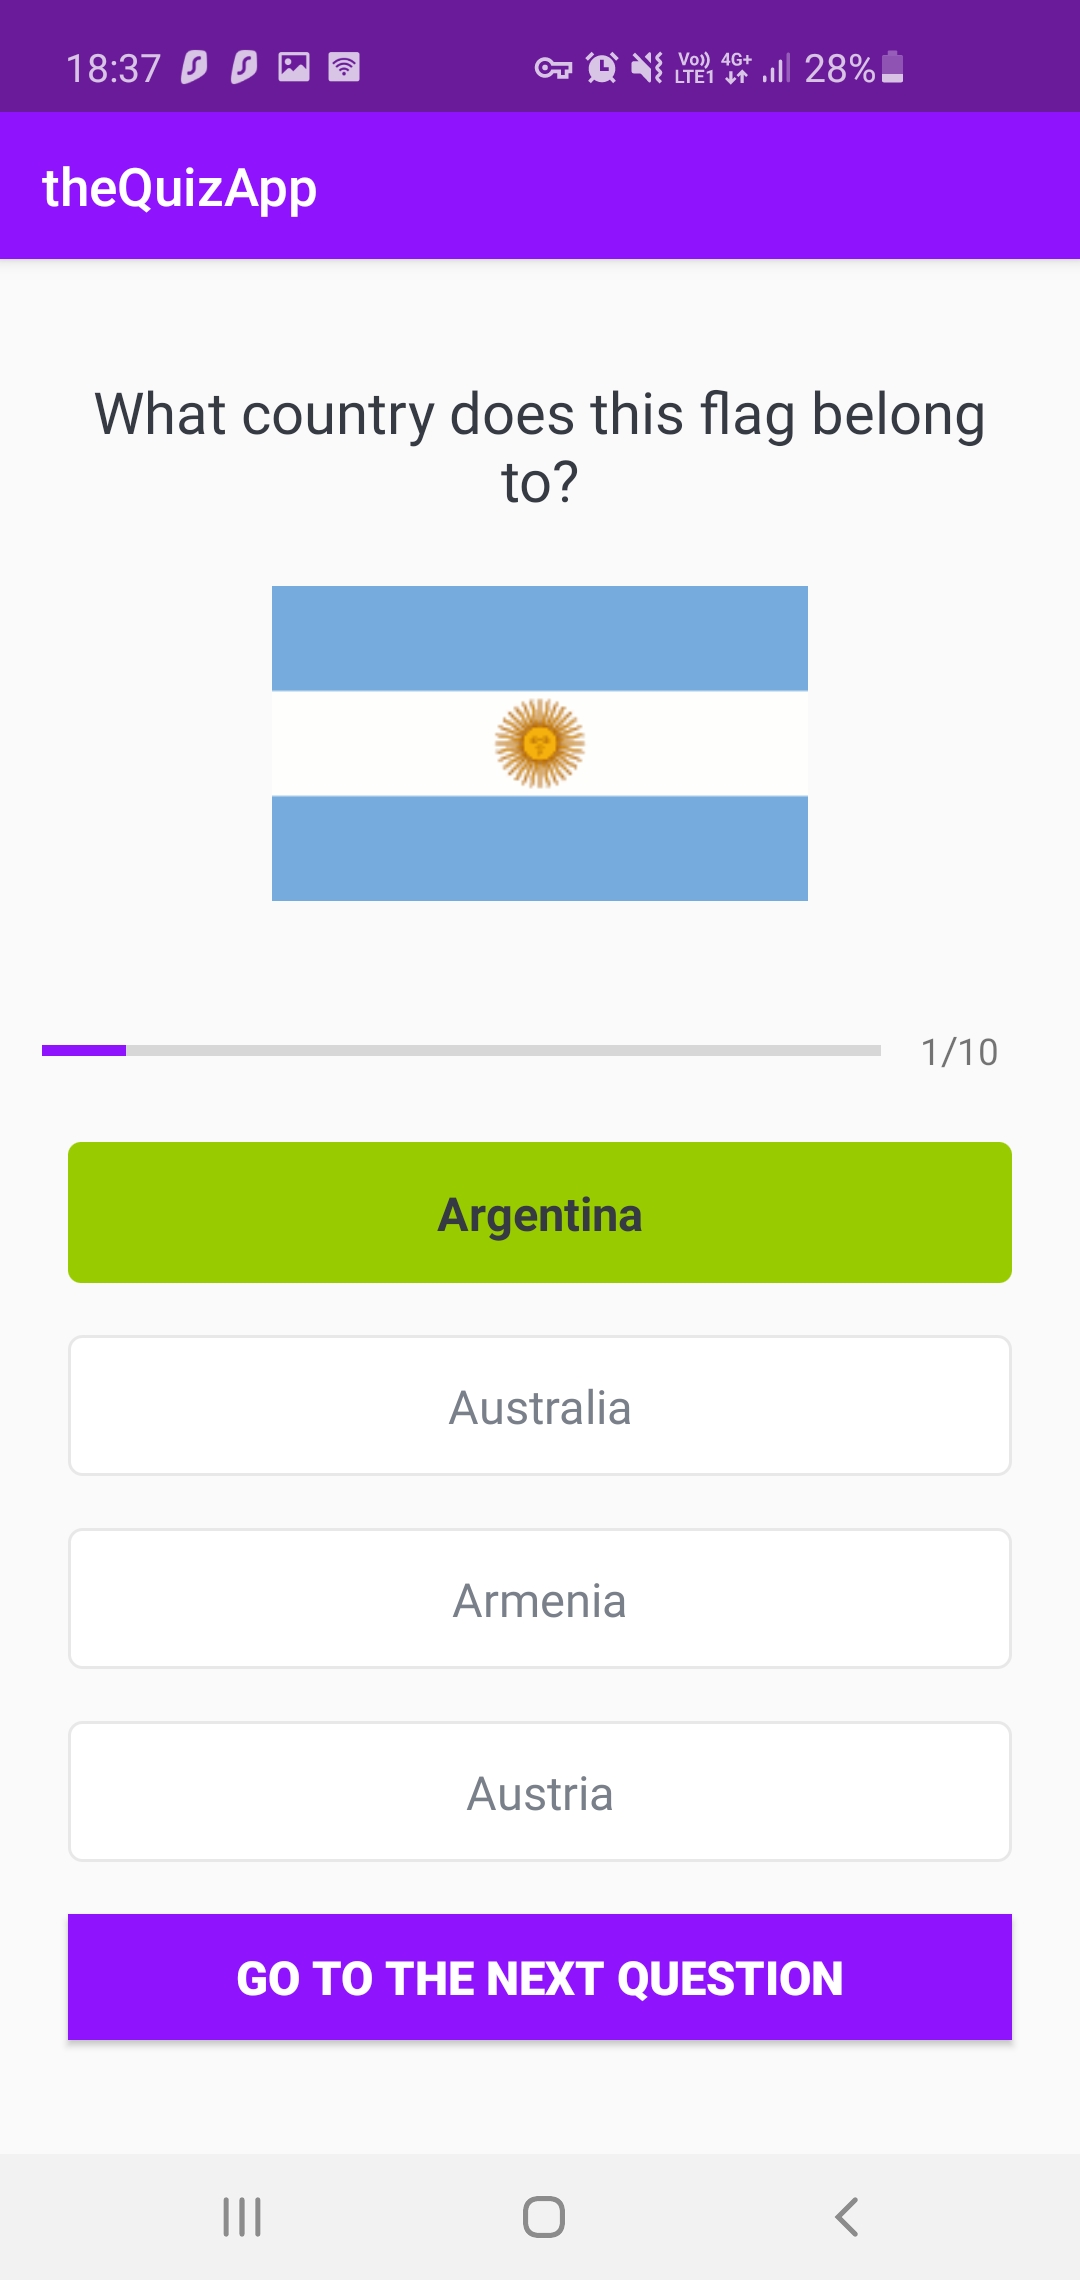 18:37 Vo)) LTE1 4G+ 28%
theQuizApp
What country does this flag belong
to?
1/10
Argentina
Australia
Armenia
Austria
GO TO THE NEXT QUESTION